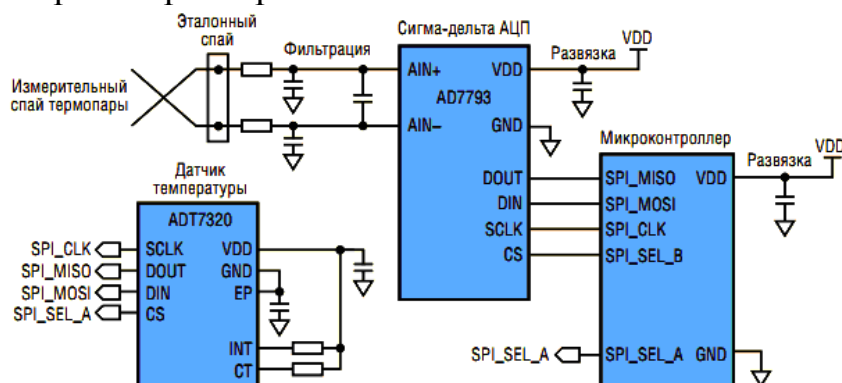 Эталонный
спай
Фильтрация
Измерительный
спай термопары
Сигма-дельта АЦП
AIN+
VDD
AD7793
AIN–
GND
DOUT
DIN
SCLK
CS
Развязка
VDD
Микроконтроллер
SPI_MISO
VDD
SPI_MOSI
SPI_CLK
SPI_SEL_B
SPI_SEL_A
GND
Развязка
VDD
SPI_SEL_A
Датчик
температуры
ADT7320
SPI_CLK
SCLK
VDD
SPI_MISO
DOUT
GND
SPI_MOSI
DIN
EP
SPI_SEL_A
CS
INT
CT